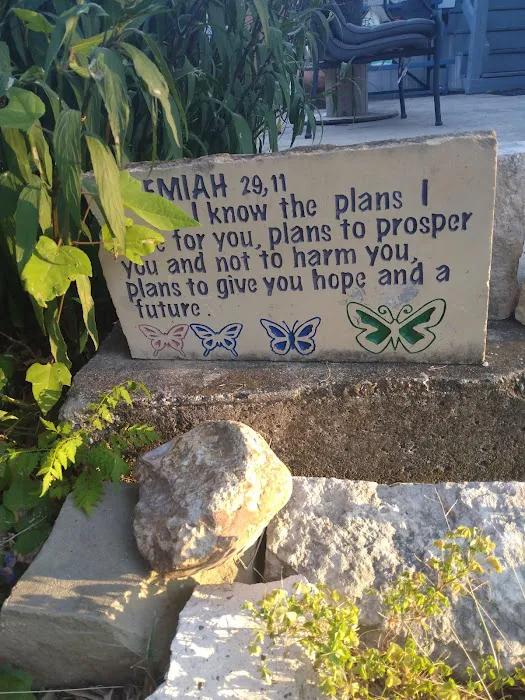 EMIAH 29,11
I know the plans I
for you, plans to prosper
you and not to harm you,
plans to give you hope and a
future.